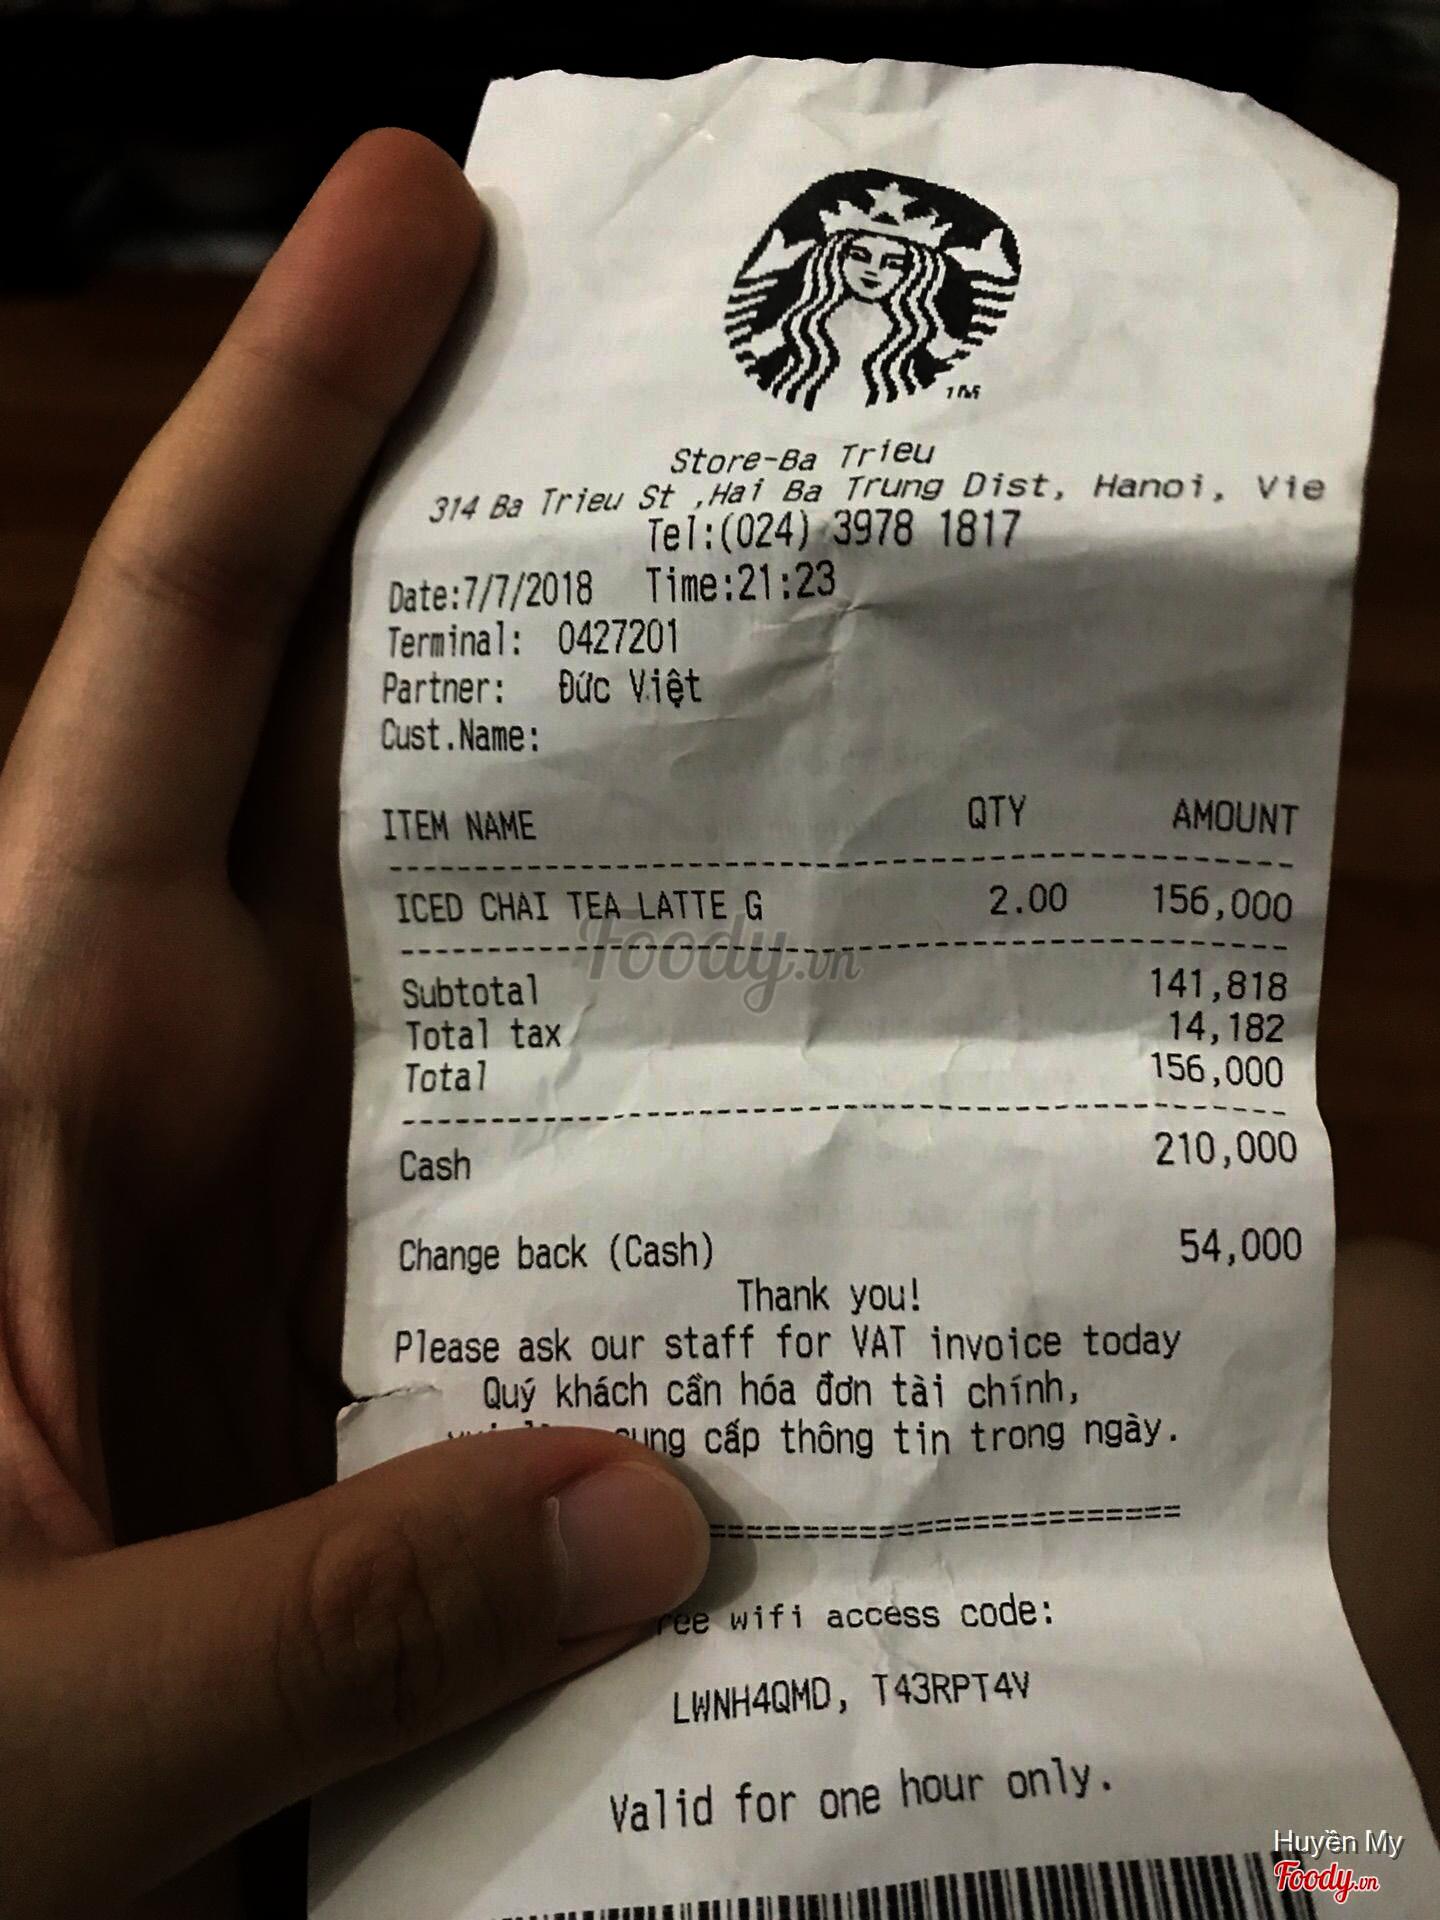 Store-Ba Trieu
314 Ba Trieu St ,Hai Ba Trung Dist, Hanoi, Vie
Tel:(024) 3978 1817
Date:7/7/2018 Time:21:23
Terminal: 0427201
Partner: Đức Việt
Cust.Name:
ITEM NAME QTY AMOUNT
ICED CHAI TEA LATTE G 2.00 156,000
Foody.vn
Subtotal 141,818
Total tax 14,182
Total 156,000
Cash 210,000
Change back (Cash) 54,000
Thank you!
Please ask our staff for VAT invoice today
Quý khách cần hóa đơn tài chính,
cấp thông tin trong ngày.
wifi access code:
LWNH4QMD, T43RPT4V
Valid for one hour only.
Huyền My
Foody.vn